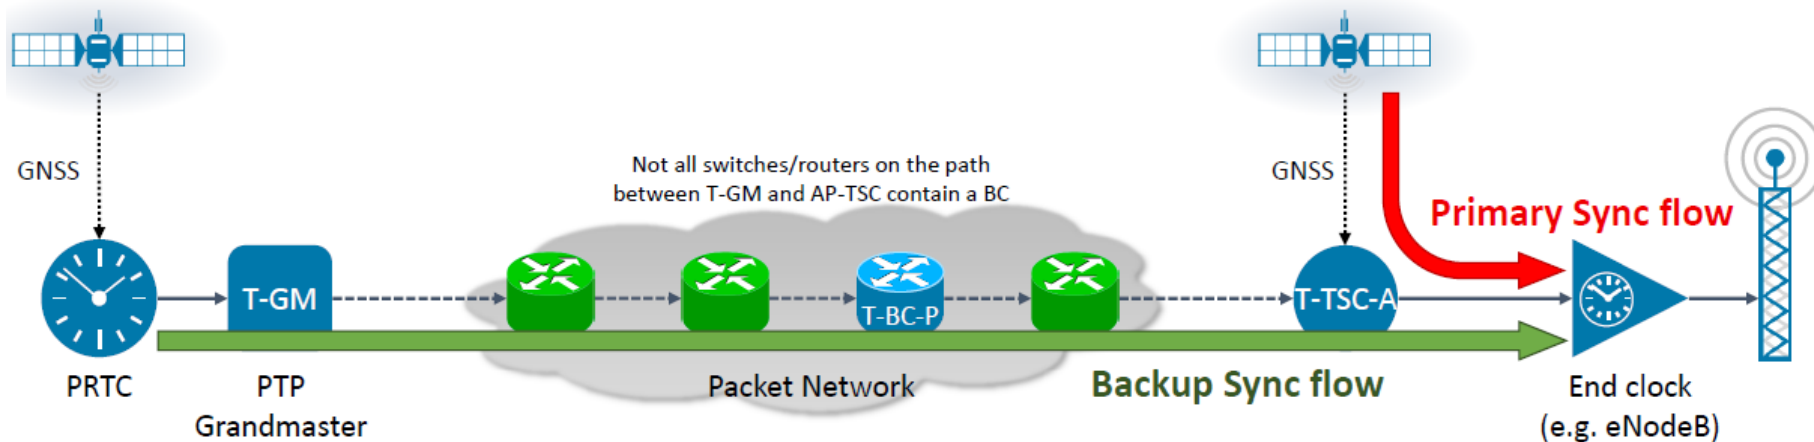 GNSS
Not all switches/routers on the path
between T-GM and AP-TSC contain a BC
GNSS
Primary Sync flow
T-GM
T-BC-P
T-TSC-A
PRTC
PTP
Grandmaster
Packet Network
Backup Sync flow
End clock
(e.g. eNodeB)